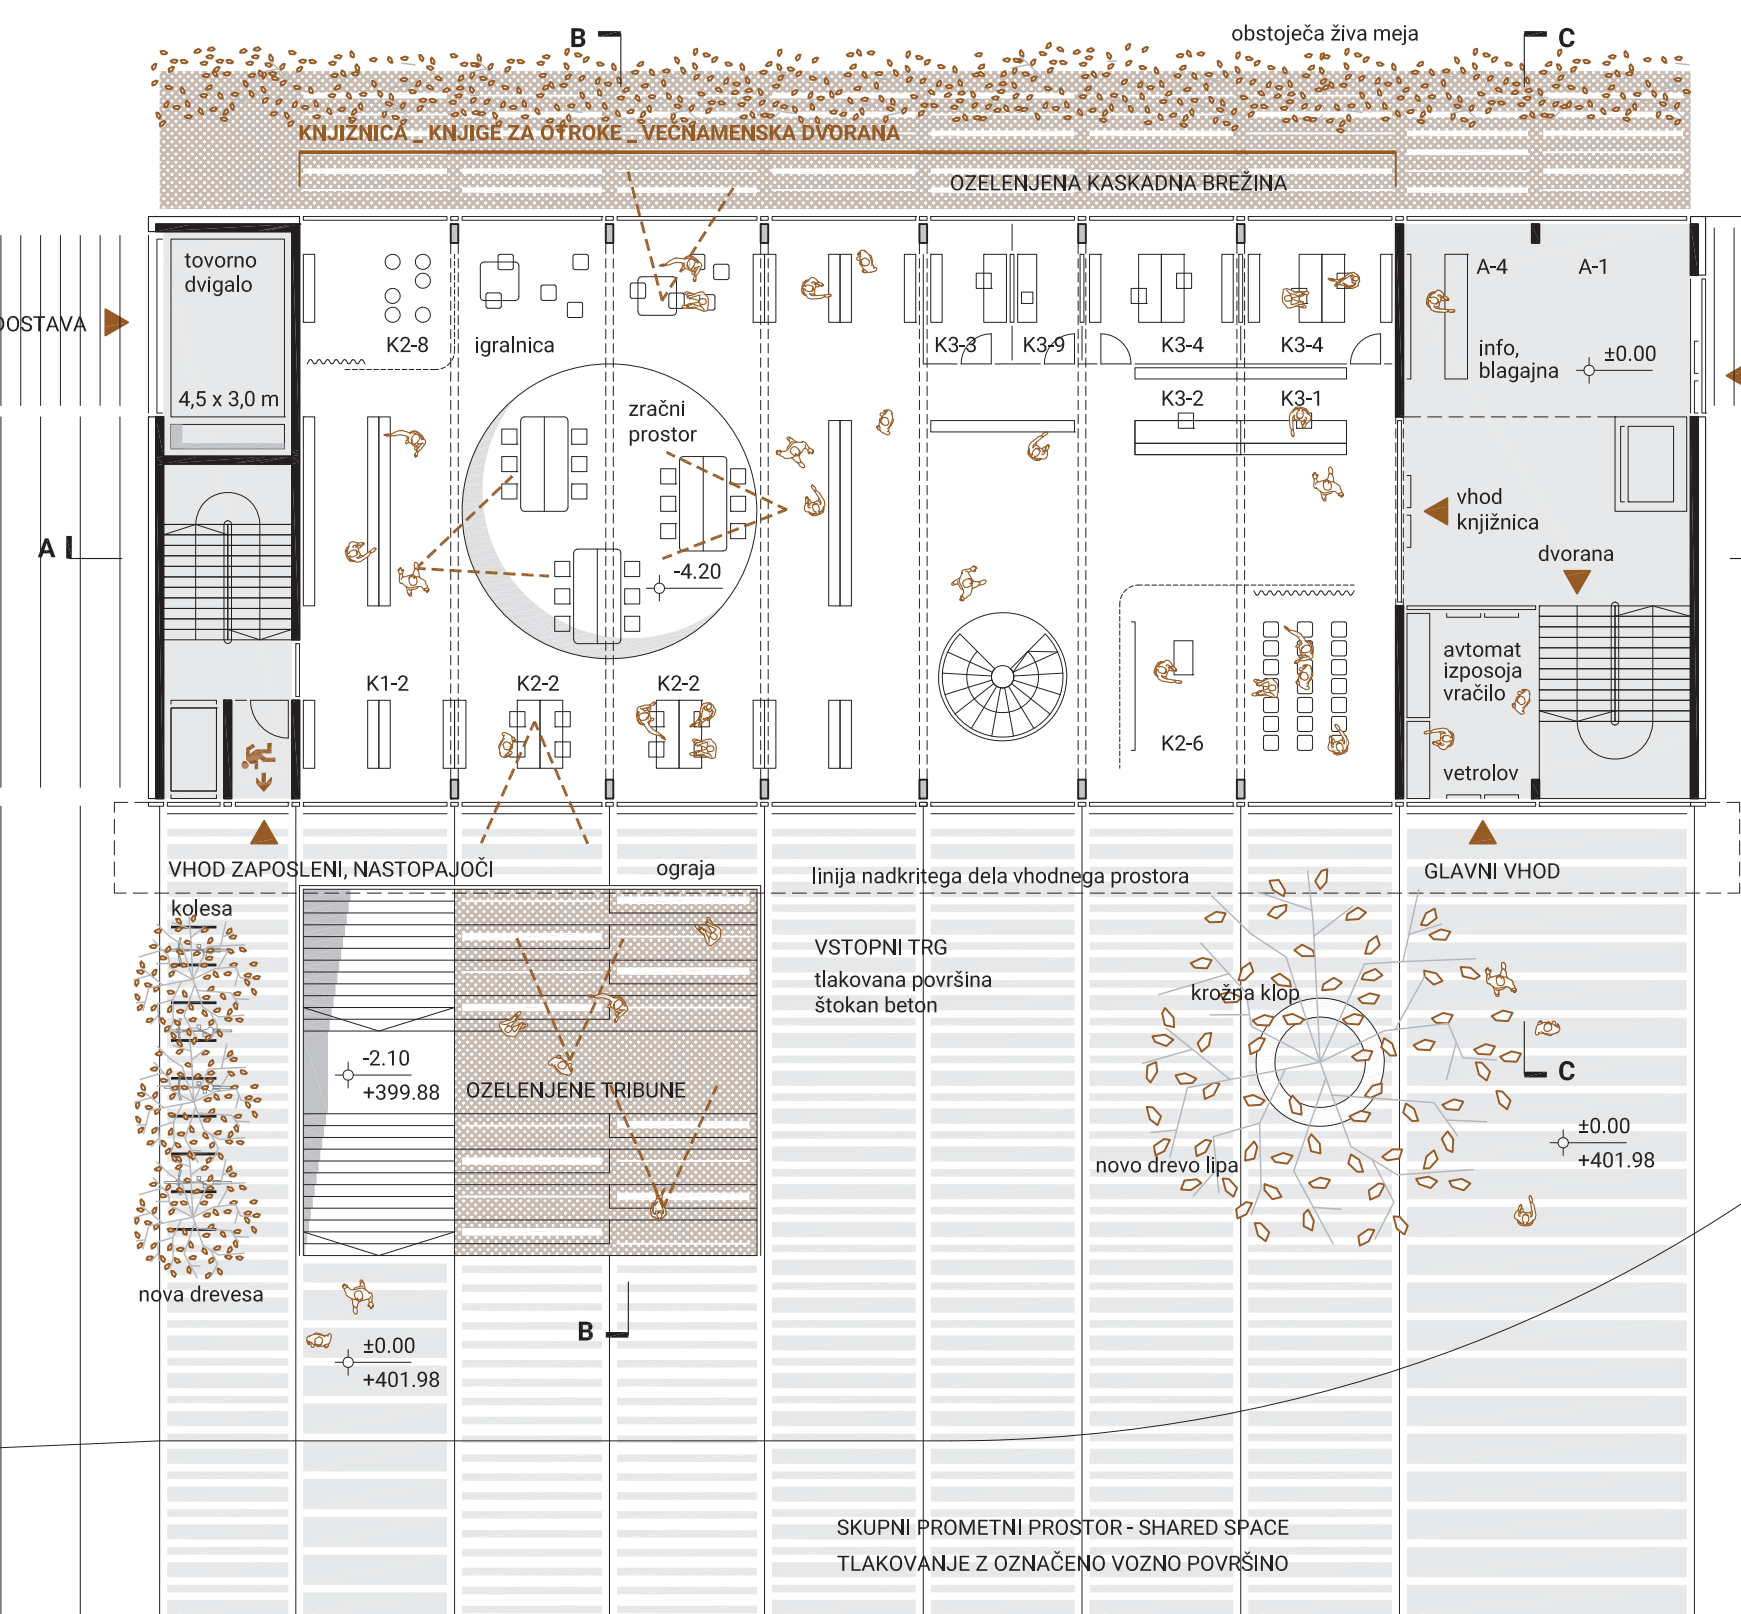 B
obstoječa živa meja
C
KNJIŽNICA _ KNJIGE ZA OTROKE _ VEČNAMENSKA DVORANA
OZELENJENA KASKADNA BREŽINA
tovorno
dvigalo
4,5 x 3,0 m
DOSTAVA
K2-8
igralnica
K3-3
K3-9
K3-4
K3-4
A-4
A-1
info,
blagajna
±0.00
K3-2
K3-1
zračni
prostor
-4.20
vhod
knjižnica
dvorana
A
K1-2
K2-2
K2-2
K2-6
avtomat
izposoja
vračilo
vetrolov
VHOD ZAPOSLENI, NASTOPAJOČI
ograja
linija nadkritega dela vhodnega prostora
GLAVNI VHOD
kolesa
VSTOPNI TRG
tlakovana površina
štokan beton
krožna klop
-2.10
+399.88
OZELENJENE TRIBUNE
C
±0.00
+401.98
novo drevo lipa
nova drevesa
B
±0.00
+401.98
SKUPNI PROMETNI PROSTOR - SHARED SPACE
TLAKOVANJE Z OZNAČENO VOZNO POVRŠINO